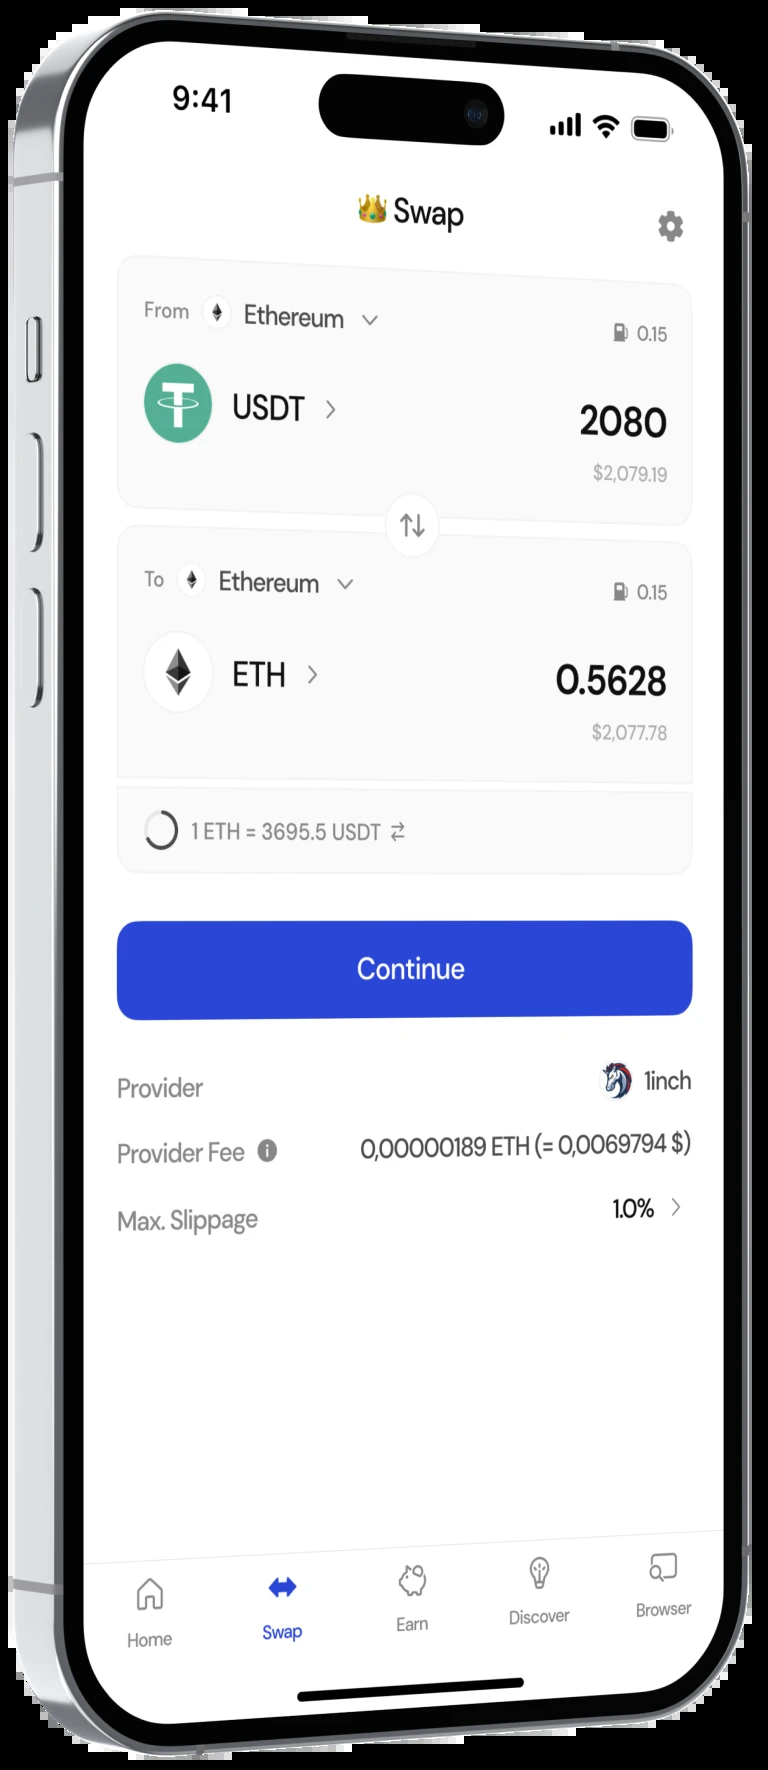 9:41
Swap
From Ethereum 0.15
USDT 2080
$2,079.19
To Ethereum 0.15
ETH 0.5628
$2,077.78
1 ETH = 3695.5 USDT
Continue
Provider 1inch
Provider Fee 0,00000189 ETH (= 0,0069794 $)
Max. Slippage 1.0%
Home Swap Earn Discover Browser